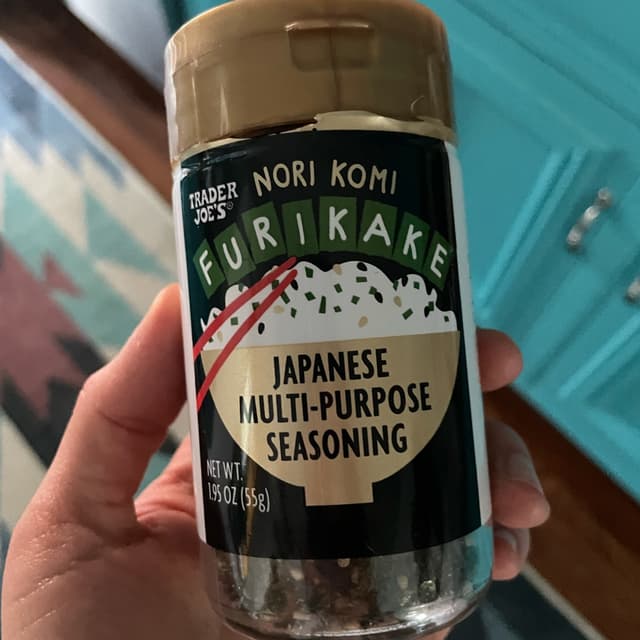 TRADER
JOE'S®
NORI KOMI
FURIKAKE
JAPANESE
MULTI-PURPOSE
SEASONING
NET WT.
1.95 OZ (55g)